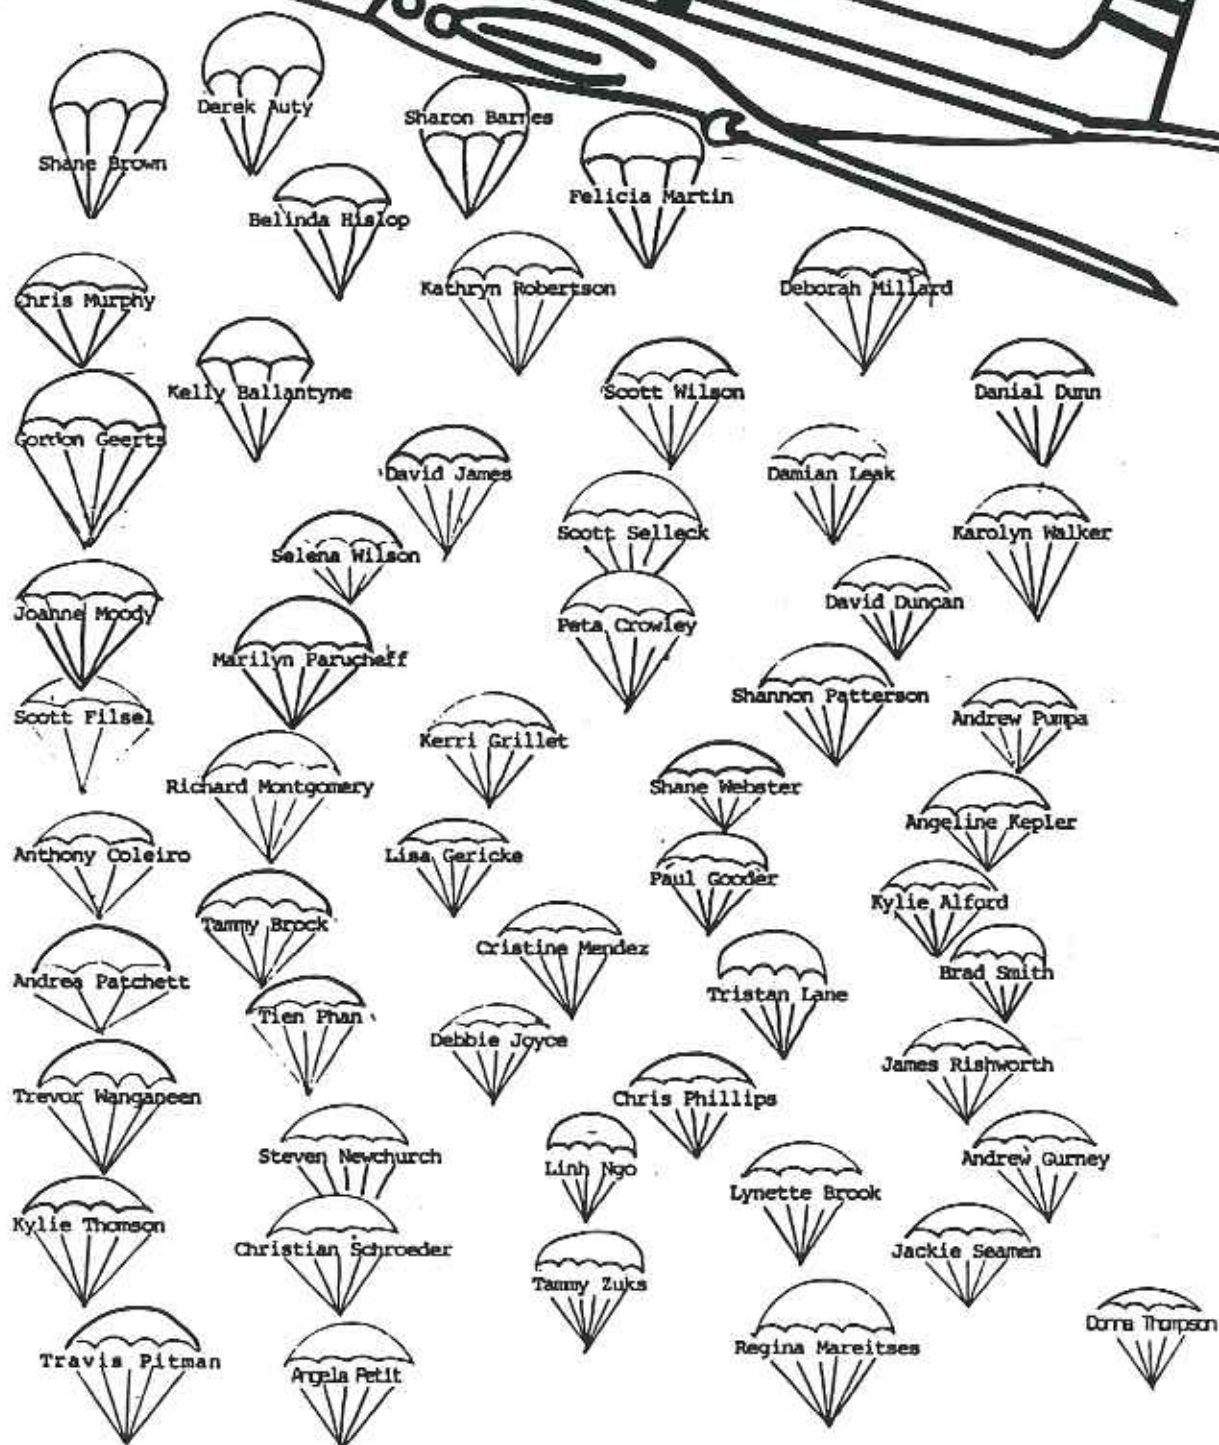 Derek Auty
Sharon Barnes
Shane Brown
Felicia Martin
Belinda Hislop
Chris Murphy
Kathryn Robertson
Deborah Millard
Kelly Ballantyne
Scott Wilson
Danial Dunn
Gordon Geerts
David James
Damian Leak
Scott Selleck
Karolyn Walker
Selena Wilson
Joanne Moody
David Duncan
Peta Crowley
Marilyn Parucheff
Shannon Patterson
Scott Filsel
Andrew Pumpa
Kerri Grillet
Richard Montgomery
Shane Webster
Angeline Kepler
Anthony Coleiro
Lisa Gericke
Paul Gooder
Kylie Alford
Tammy Brock
Cristine Mendez
Brad Smith
Andrea Patchett
Tristan Lane
Tien Phan
Debbie Joyce
James Rishworth
Trevor Wanganeen
Chris Phillips
Steven Newchurch
Linh Ngo
Andrew Gurney
Lynette Brook
Kylie Thomson
Christian Schroeder
Jackie Seamen
Tammy Zuks
Donna Thompson
Regina Mareitses
Travis Pitman
Angela Petit